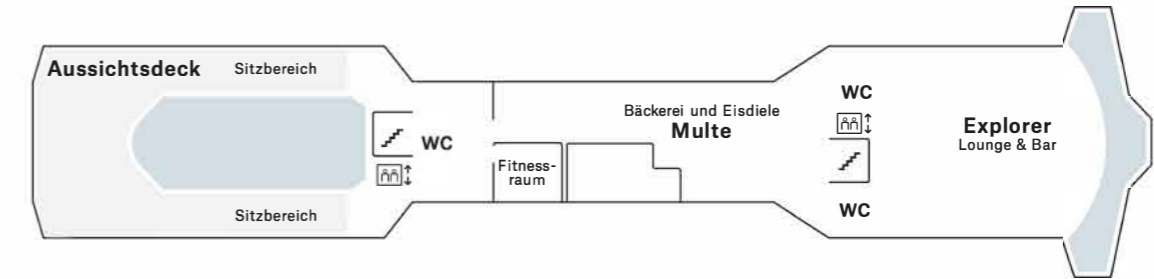 Aussichtsdeck
Sitzbereich
WC
Sitzbereich
Fitness-
raum
Bäckerei und Eisdiele
Multe
WC
WC
Explorer
Lounge & Bar